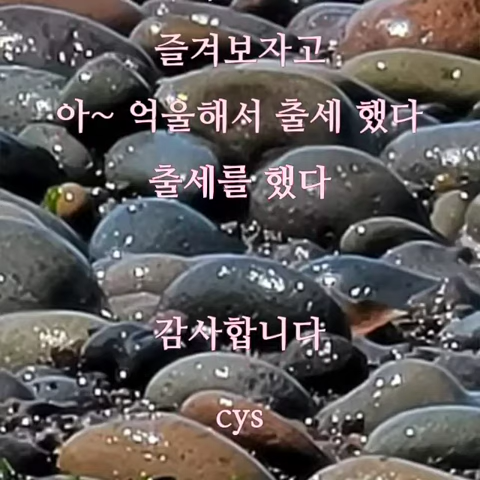 즐겨보자고
아~ 억울해서 출세 했다
출세를 했다
감사합니다
cys